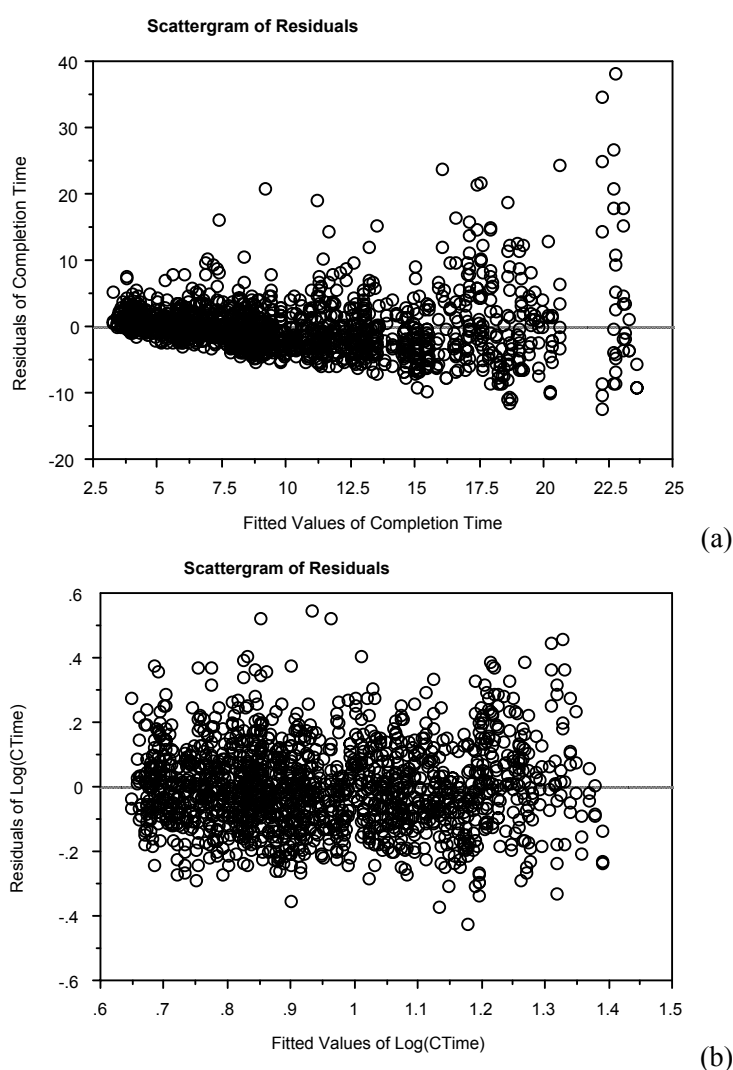 Scattergram of Residuals
40
30
20
10
0
-10
-20
Residuals of Completion Time
2.5 5 7.5 10 12.5 15 17.5 20 22.5 25
Fitted Values of Completion Time
(a)
Scattergram of Residuals
.6
.4
.2
0
-.2
-.4
-.6
Residuals of Log(CTime)
.6 .7 .8 .9 1 1.1 1.2 1.3 1.4 1.5
Fitted Values of Log(CTime)
(b)